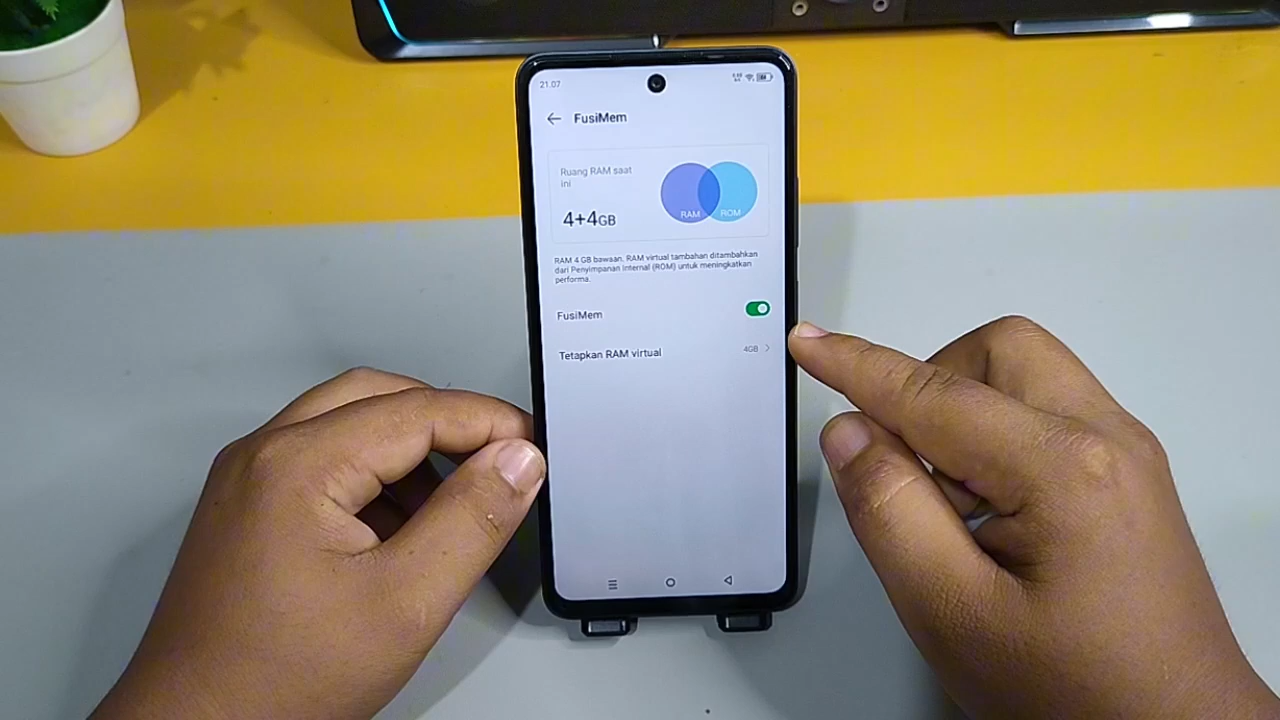 21.07
FusiMem
Ruang RAM saat
ini
4+4GB
RAM ROM
RAM 4 GB bawaan. RAM virtual tambahan ditambahkan
dari Penyimpanan Internal (ROM) untuk meningkatkan
performa.
FusiMem
Tetapkan RAM virtual 4GB